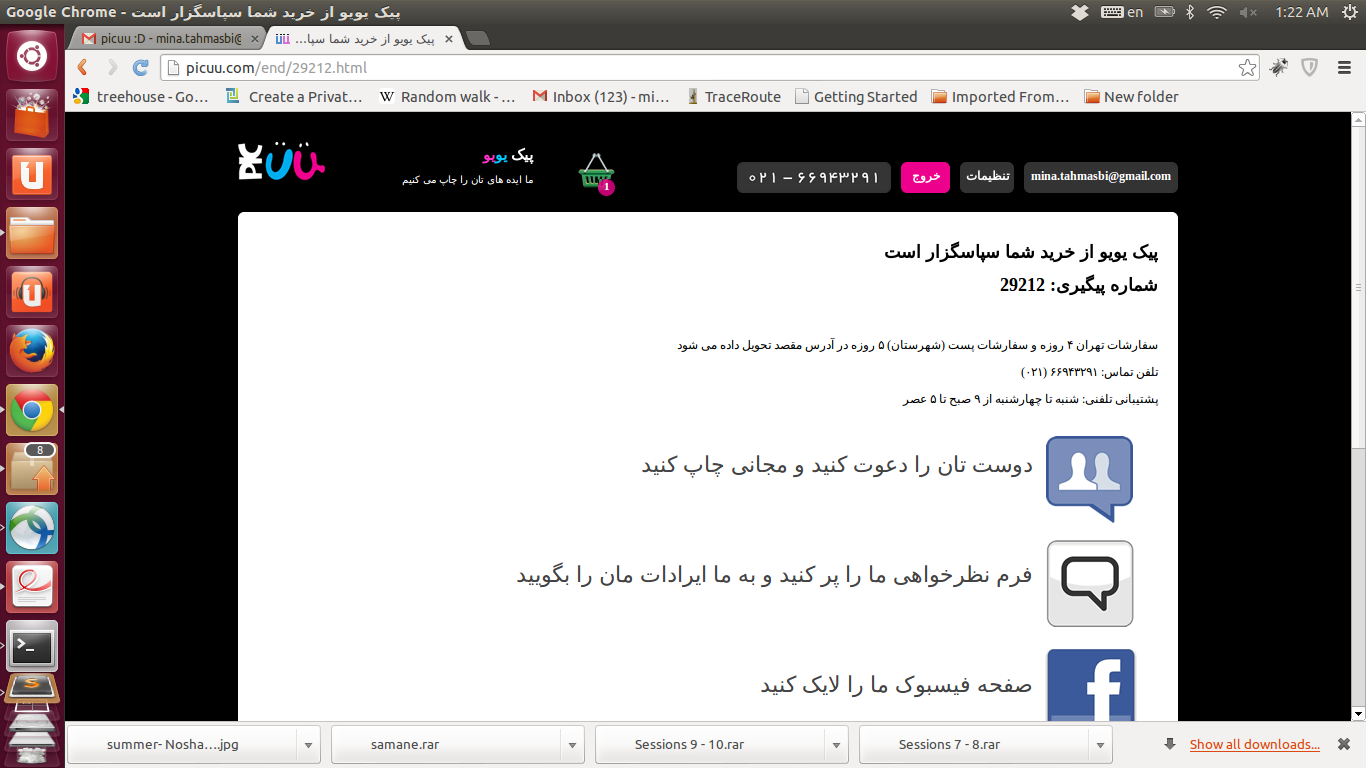 Google Chrome - پیک یویو از خرید شما سپاسگزار است
en
1:22 AM
picuu :D - mina.tahmasbi@
پیک یویو از خرید شما سپا...
picuu.com/end/29212.html
treehouse - Go...
Create a Privat...
Random walk - ...
Inbox (123) - mi...
TraceRoute
Getting Started
Imported From...
New folder
PIC UU
پیک یویو
ما ایده های تان را چاپ می کنیم
1
۰۲۱ – ۶۶۹۴۳۲۹۱
خروج
تنظیمات
mina.tahmasbi@gmail.com
پیک یویو از خرید شما سپاسگزار است
شماره پیگیری: 29212
سفارشات تهران ۴ روزه و سفارشات پست (شهرستان) ۵ روزه در آدرس مقصد تحویل داده می شود
تلفن تماس: ۶۶۹۴۳۲۹۱ (۰۲۱)
پشتیبانی تلفنی: شنبه تا چهارشنبه از ۹ صبح تا ۵ عصر
دوست تان را دعوت کنید و مجانی چاپ کنید
فرم نظرخواهی ما را پر کنید و به ما ایرادات مان را بگویید
صفحه فیسبوک ما را لایک کنید
8
summer- Nosha....jpg
samane.rar
Sessions 9 - 10.rar
Sessions 7 - 8.rar
Show all downloads...